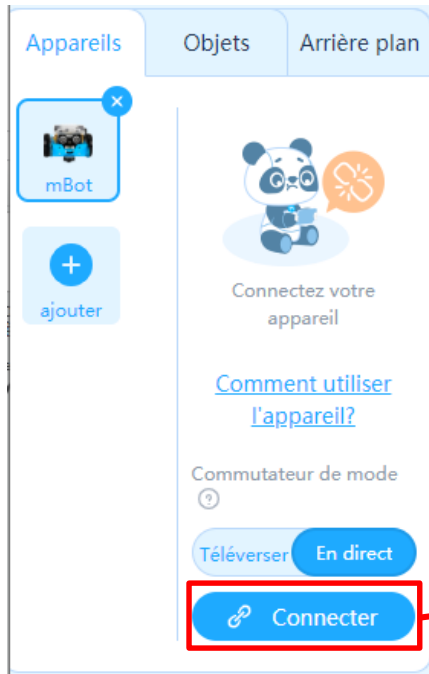 Appareils
Objets
Arrière plan
mBot
ajouter
Connectez votre
appareil
Comment utiliser
l'appareil?
Commutateur de mode
?
Téléverser
En direct
Connecter